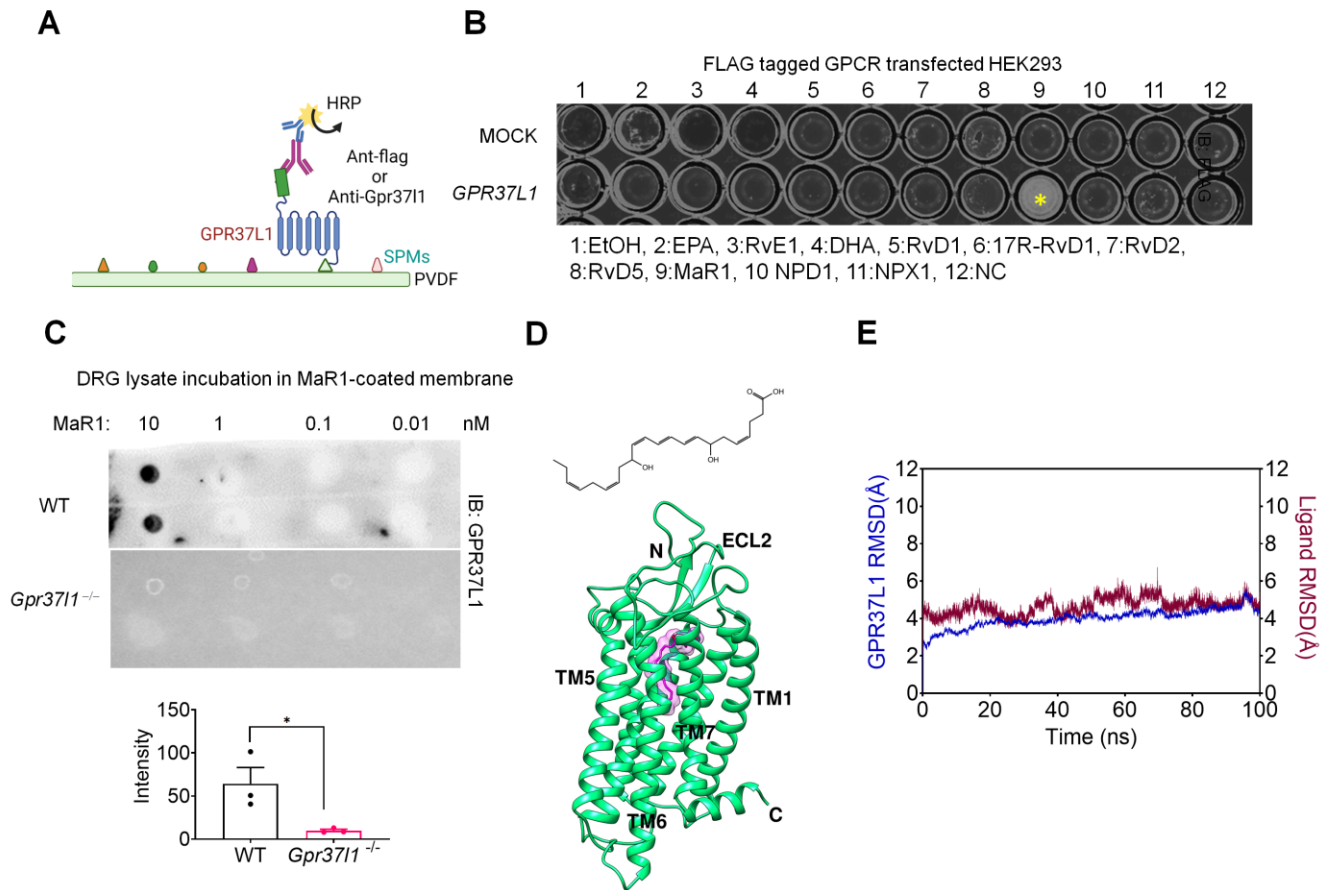 A
HRP
Ant-flag
or
Anti-Gpr37l1
GPR37L1
SPMs
PVDF
B
FLAG tagged GPCR transfected HEK293
1 2 3 4 5 6 7 8 9 10 11 12
MOCK
GPR37L1
*
IB: FLAG
1:EtOH, 2:EPA, 3:RvE1, 4:DHA, 5:RvD1, 6:17R-RvD1, 7:RvD2,
8:RvD5, 9:MaR1, 10 NPD1, 11:NPX1, 12:NC
C
DRG lysate incubation in MaR1-coated membrane
MaR1: 10 1 0.1 0.01 nM
WT
Gpr37l1 -/-
IB: GPR37L1
150
100
50
0
Intensity
*
WT Gpr37l1 -/-
D
O
OH
OH
OH
N
ECL2
TM5
TM1
TM7
TM6
C
E
GPR37L1 RMSD(Å)
12
10
8
6
4
2
0
0 20 40 60 80 100
Time (ns)
12
10
8
6
4
2
0
Ligand RMSD(Å)